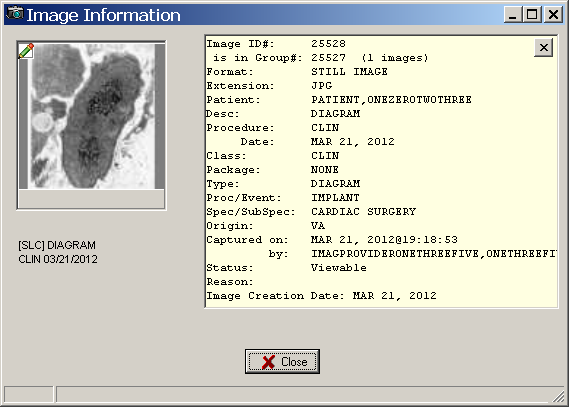 Image Information
Image ID#: 25528
is in Group#: 25527 (1 images)
Format: STILL IMAGE
Extension: JPG
Patient: PATIENT,ONEZEROTWOTHREE
Desc: DIAGRAM
Procedure: CLIN
Date: MAR 21, 2012
Class: CLIN
Package: NONE
Type: DIAGRAM
Proc/Event: IMPLANT
Spec/SubSpec: CARDIAC SURGERY
Origin: VA
Captured on: MAR 21, 2012@19:18:53
by: IMAGPROVIDERONETHREEFIVE,ONETHREEFI
Status: Viewable
Reason:
Image Creation Date: MAR 21, 2012
[SLC] DIAGRAM
CLIN 03/21/2012
Close